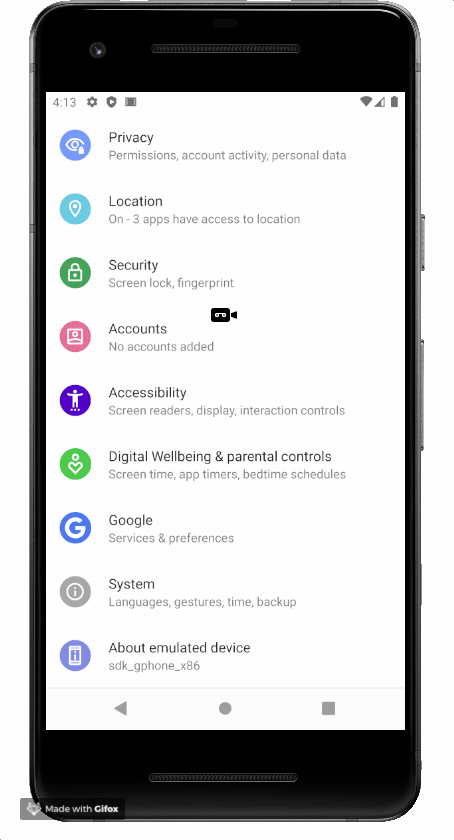 4:13
Privacy
Permissions, account activity, personal data
Location
On - 3 apps have access to location
Security
Screen lock, fingerprint
Accounts
No accounts added
Accessibility
Screen readers, display, interaction controls
Digital Wellbeing & parental controls
Screen time, app timers, bedtime schedules
Google
Services & preferences
System
Languages, gestures, time, backup
About emulated device
sdk_gphone_x86
Made with Gifox